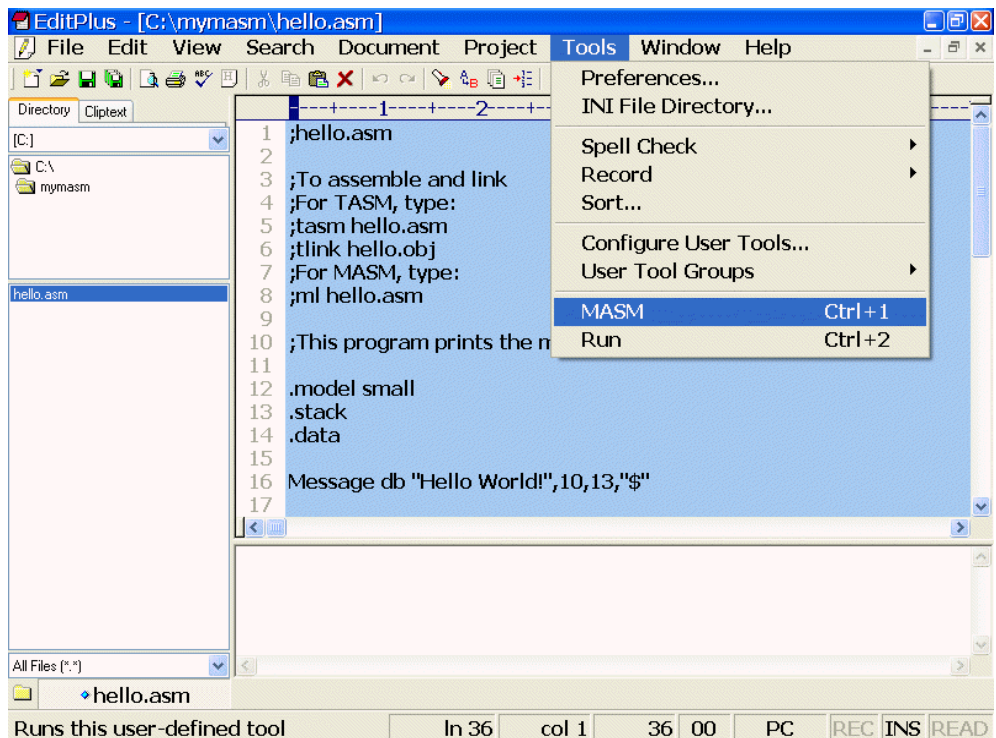 EditPlus - [C:\mymasm\hello.asm]
File Edit View Search Document Project Tools Window Help
Directory Cliptext
[C:]
C:\
mymasm
hello.asm
All Files (*.*)
----+----1----+----2----+--
1 ;hello.asm
2
3 ;To assemble and link
4 ;For TASM, type:
5 ;tasm hello.asm
6 ;tlink hello.obj
7 ;For MASM, type:
8 ;ml hello.asm
9
10 ;This program prints the
11
12 .model small
13 .stack
14 .data
15
16 Message db "Hello World!",10,13,"$"
17
Preferences...
INI File Directory...
Spell Check
Record
Sort...
Configure User Tools...
User Tool Groups
MASM Ctrl+1
Run Ctrl+2
hello.asm
Runs this user-defined tool ln 36 col 1 36 00 PC REC INS READ